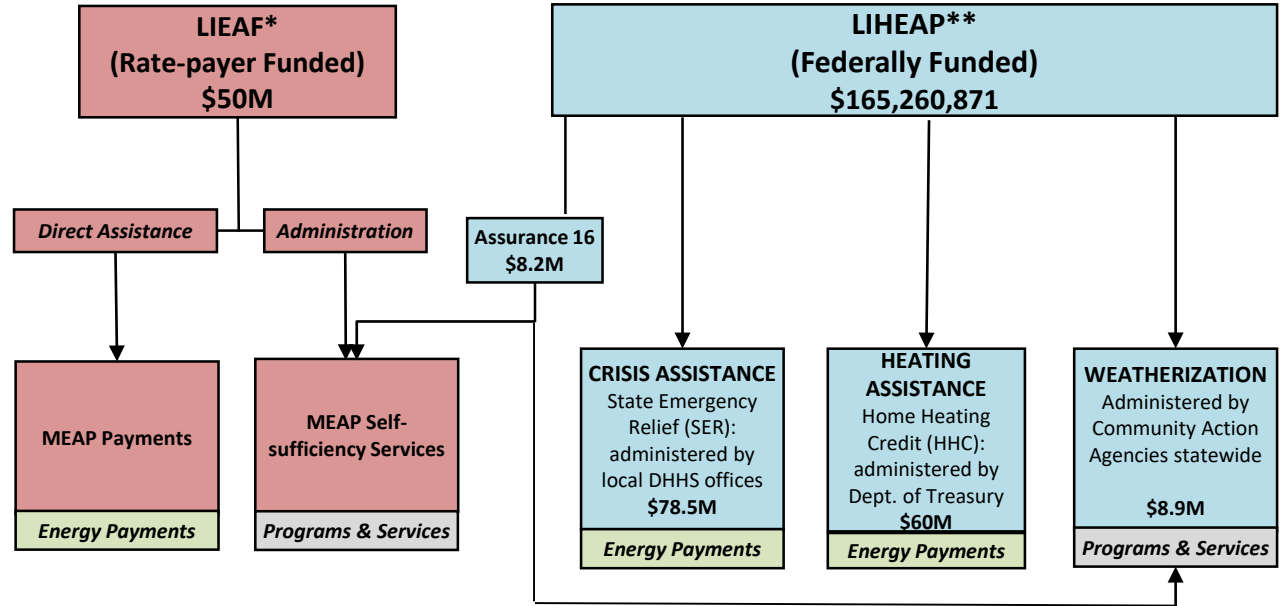 LIEAF*
(Rate-payer Funded)
$50M
LIHEAP**
(Federally Funded)
$165,260,871
Direct Assistance
Administration
Assurance 16
$8.2M
MEAP Payments
Energy Payments
MEAP Self-
sufficiency Services
Programs & Services
CRISIS ASSISTANCE
State Emergency
Relief (SER):
administered by
local DHHS offices
$78.5M
Energy Payments
HEATING
ASSISTANCE
Home Heating
Credit (HHC):
administered by
Dept. of Treasury
$60M
Energy Payments
WEATHERIZATION
Administered by
Community Action
Agencies statewide
$8.9M
Programs & Services